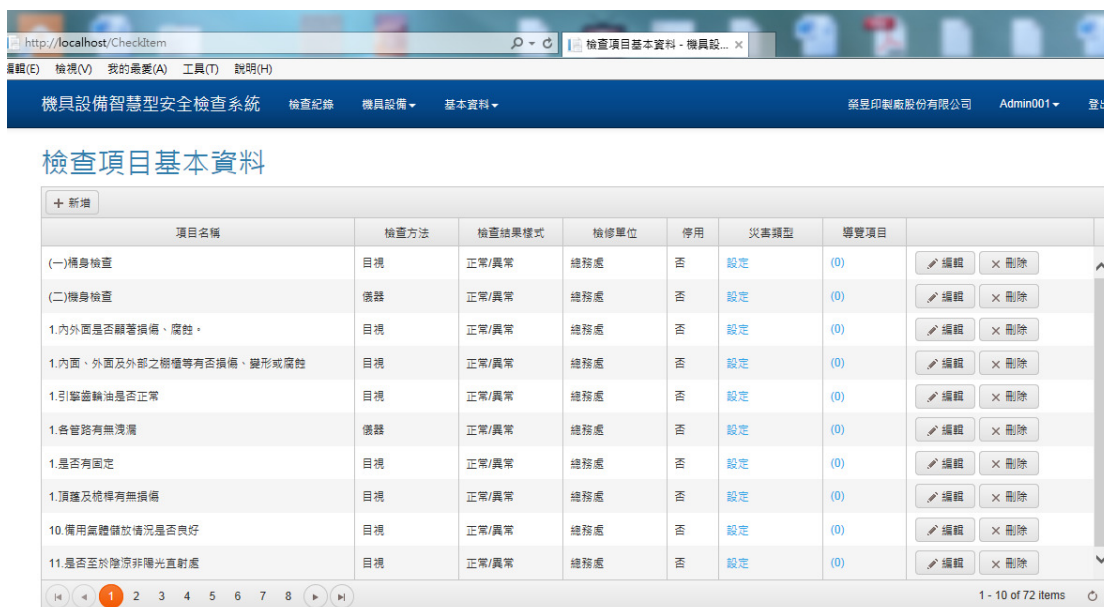 http://localhost/CheckItem 檢查項目基本資料 - 機具設...
編輯(E) 檢視(V) 我的最愛(A) 工具(T) 說明(H)
機具設備智慧型安全檢查系統 檢查紀錄 機具設備 基本資料 榮昱印製廠股份有限公司 Admin001 登出
檢查項目基本資料
+ 新增
項目名稱 檢查方法 檢查結果樣式 檢修單位 停用 災害類型 導覽項目
(一)桶身檢查 目視 正常/異常 總務處 否 設定 (0) 編輯 刪除
(二)機身檢查 儀器 正常/異常 總務處 否 設定 (0) 編輯 刪除
1.內外面是否顯著損傷、腐蝕。 目視 正常/異常 總務處 否 設定 (0) 編輯 刪除
1.內面、外面及外部之棚櫃等有否損傷、變形或腐蝕 目視 正常/異常 總務處 否 設定 (0) 編輯 刪除
1.引擎齒輪油是否正常 目視 正常/異常 總務處 否 設定 (0) 編輯 刪除
1.各管路有無洩漏 儀器 正常/異常 總務處 否 設定 (0) 編輯 刪除
1.是否有固定 目視 正常/異常 總務處 否 設定 (0) 編輯 刪除
1.頂蓬及桅桿有無損傷 目視 正常/異常 總務處 否 設定 (0) 編輯 刪除
10.備用氣體儲放情況是否良好 目視 正常/異常 總務處 否 設定 (0) 編輯 刪除
11.是否至於陰涼非陽光直射處 目視 正常/異常 總務處 否 設定 (0) 編輯 刪除
1 2 3 4 5 6 7 8 1 - 10 of 72 items